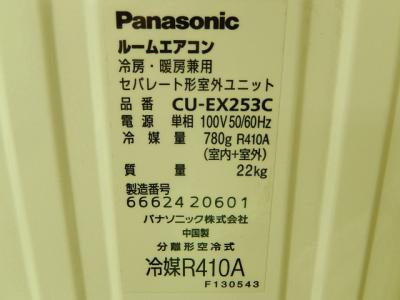 Panasonic
ルームエアコン
冷房・暖房兼用
セパレート形室外ユニット
品番 CU-EX253C
電源 単相 100V 50/60Hz
冷媒量 780g R410A
(室内+室外)
質量 22kg
製造番号
6662420601
パナソニック株式会社
中国製
分離形空冷式
冷媒R410A
F130543